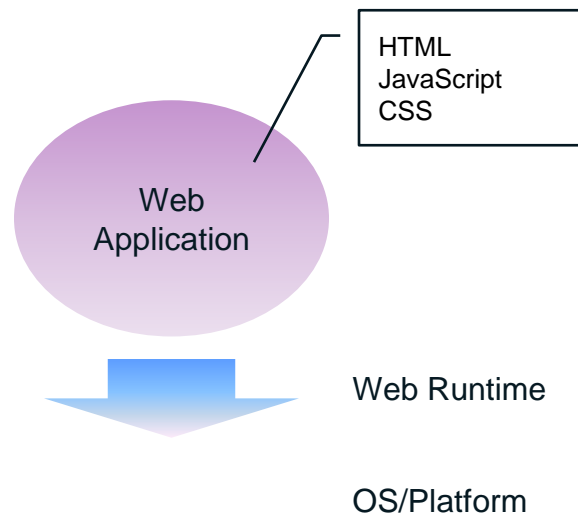 HTML
JavaScript
CSS
Web
Application
Web Runtime
OS/Platform